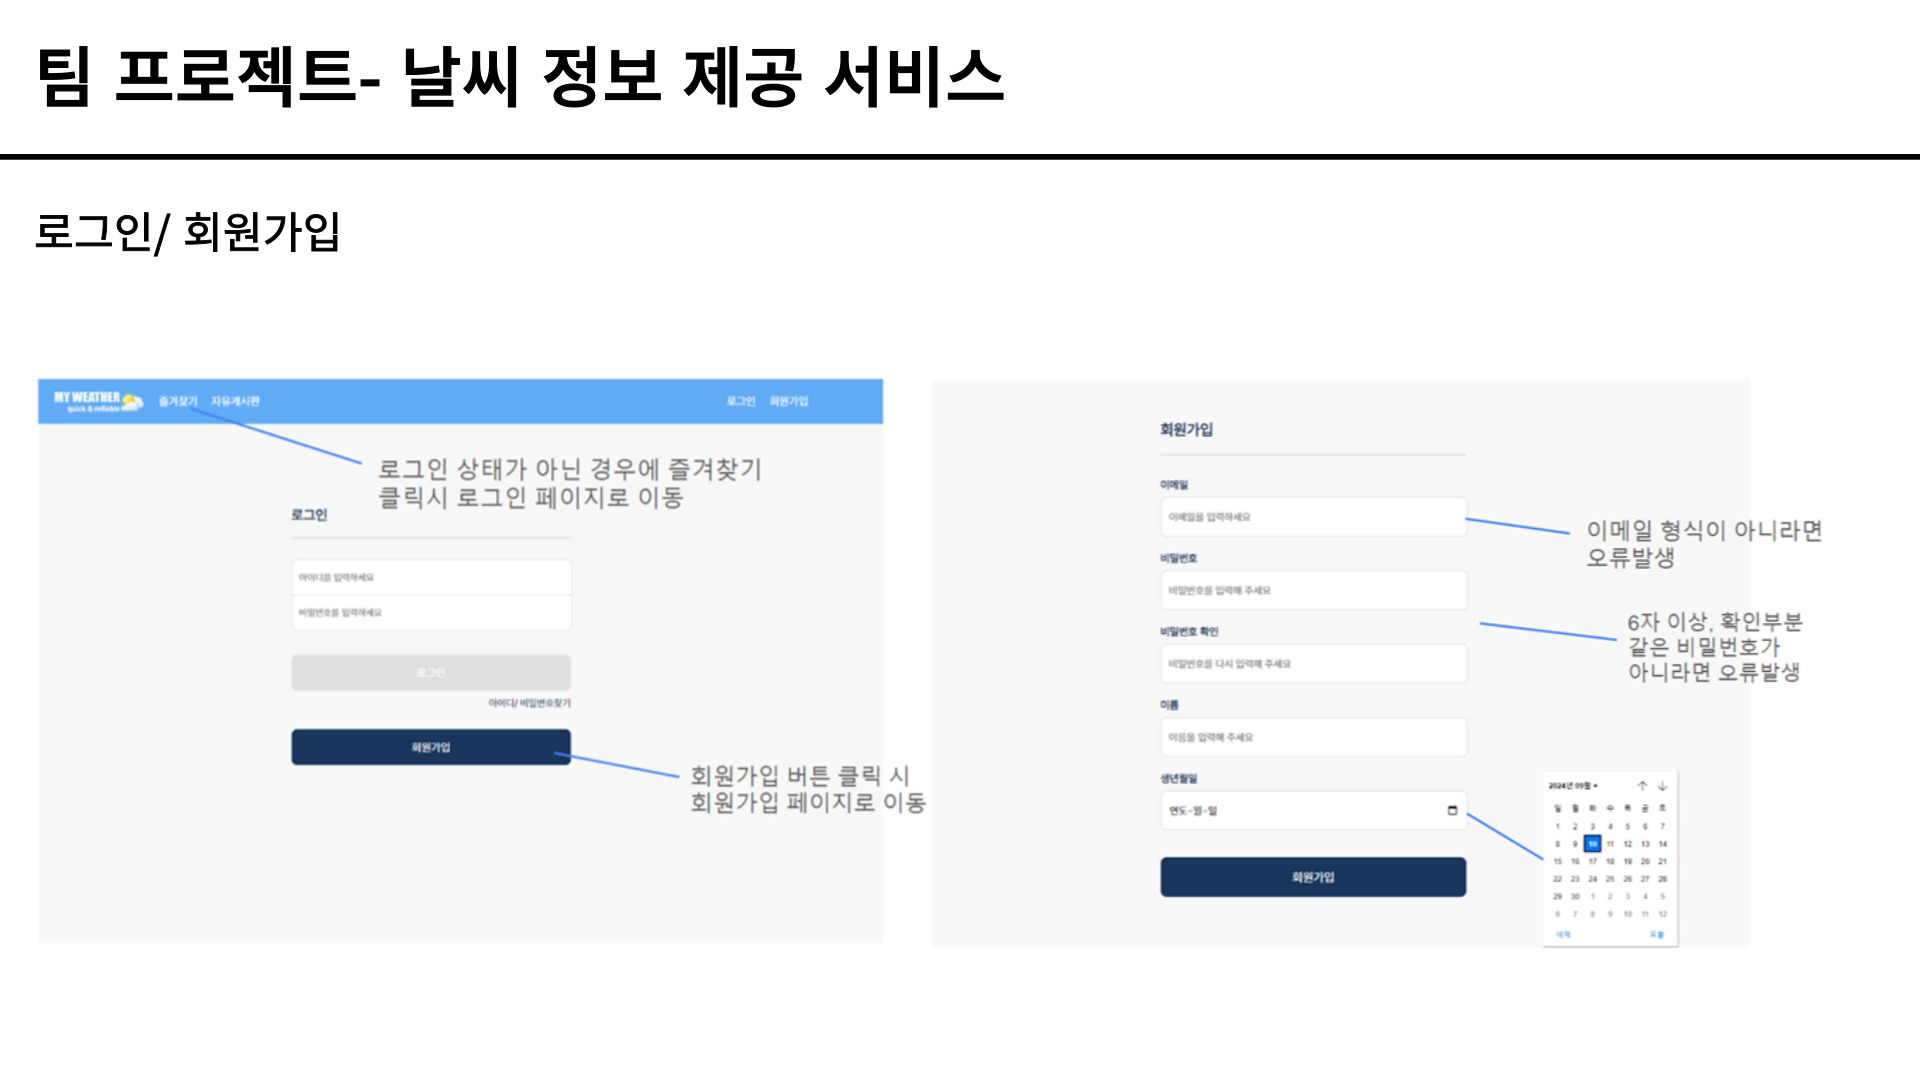 팀 프로젝트- 날씨 정보 제공 서비스
로그인/ 회원가입
MY WEATHER
quick & reliable
즐겨찾기 자유게시판
로그인 회원가입
로그인 상태가 아닌 경우에 즐겨찾기
클릭시 로그인 페이지로 이동
로그인
아이디를 입력하세요
비밀번호를 입력하세요
로그인
아이디/ 비밀번호찾기
회원가입
회원가입 버튼 클릭 시
회원가입 페이지로 이동
회원가입
이메일
이메일을 입력하세요
이메일 형식이 아니라면
오류발생
비밀번호
비밀번호를 입력해 주세요
6자 이상, 확인부분
같은 비밀번호가
아니라면 오류발생
비밀번호 확인
비밀번호를 다시 입력해 주세요
이름
이름을 입력해 주세요
생년월일
연도-월-일
회원가입
2024년 09월
일 월 화 수 목 금 토
1 2 3 4 5 6 7
8 9 10 11 12 13 14
15 16 17 18 19 20 21
22 23 24 25 26 27 28
29 30 1 2 3 4 5
6 7 8 9 10 11 12
삭제 오늘